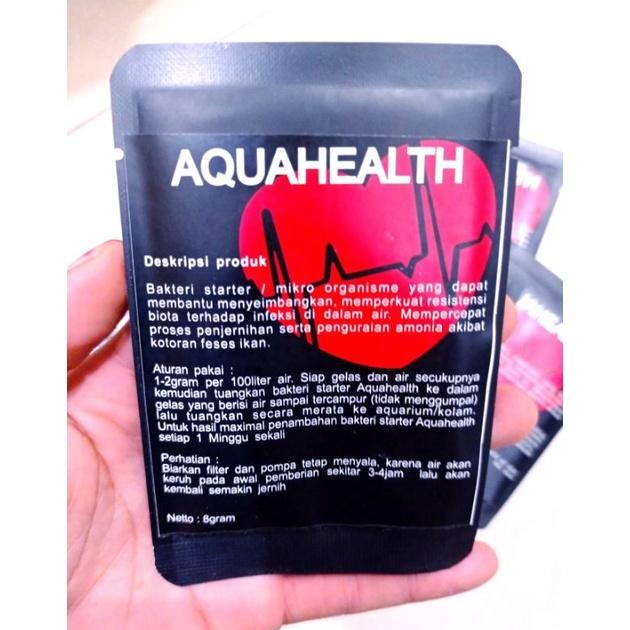 AQUAHEALTH
Deskripsi produk
Bakteri starter / mikro organisme yang dapat
membantu menyeimbangkan, memperkuat resistensi
biota terhadap infeksi di dalam air. Mempercepat
proses penjernihan serta penguraian amonia akibat
kotoran feses ikan.
Aturan pakai :
1-2gram per 100liter air. Siap gelas dan air secukupnya
kemudian tuangkan bakteri starter Aquahealth ke dalam
gelas yang berisi air sampai tercampur (tidak menggumpal)
lalu tuangkan secara merata ke aquarium/kolam.
Untuk hasil maximal penambahan bakteri starter Aquahealth
setiap 1 Minggu sekali
Perhatian :
Biarkan filter dan pompa tetap menyala, karena air akan
keruh pada awal pemberian sekitar 3-4jam lalu akan
kembali semakin jernih
Netto : 8gram